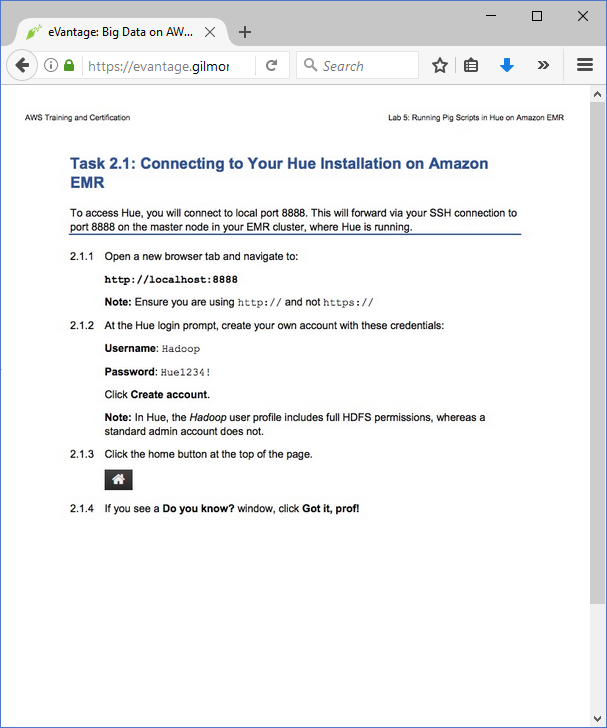 eVantage: Big Data on AW...
https://evantage.gilmor
Search
AWS Training and Certification
Lab 5: Running Pig Scripts in Hue on Amazon EMR
Task 2.1: Connecting to Your Hue Installation on Amazon
EMR
To access Hue, you will connect to local port 8888. This will forward via your SSH connection to
port 8888 on the master node in your EMR cluster, where Hue is running.
2.1.1 Open a new browser tab and navigate to:
http://localhost:8888
Note: Ensure you are using http:// and not https://
2.1.2 At the Hue login prompt, create your own account with these credentials:
Username: Hadoop
Password: Hue1234!
Click Create account.
Note: In Hue, the Hadoop user profile includes full HDFS permissions, whereas a
standard admin account does not.
2.1.3 Click the home button at the top of the page.
2.1.4 If you see a Do you know? window, click Got it, prof!